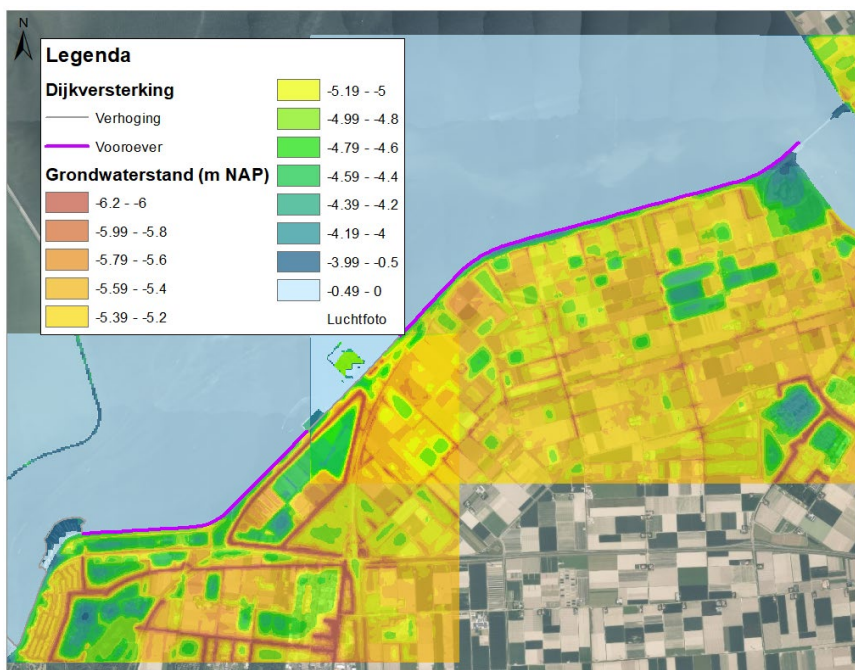 N
Legenda
Dijkversterking
Verhoging
Vooroever
Grondwaterstand (m NAP)
-6.2 - -6
-5.99 - -5.8
-5.79 - -5.6
-5.59 - -5.4
-5.39 - -5.2
-5.19 - -5
-4.99 - -4.8
-4.79 - -4.6
-4.59 - -4.4
-4.39 - -4.2
-4.19 - -4
-3.99 - -0.5
-0.49 - 0
Luchtfoto